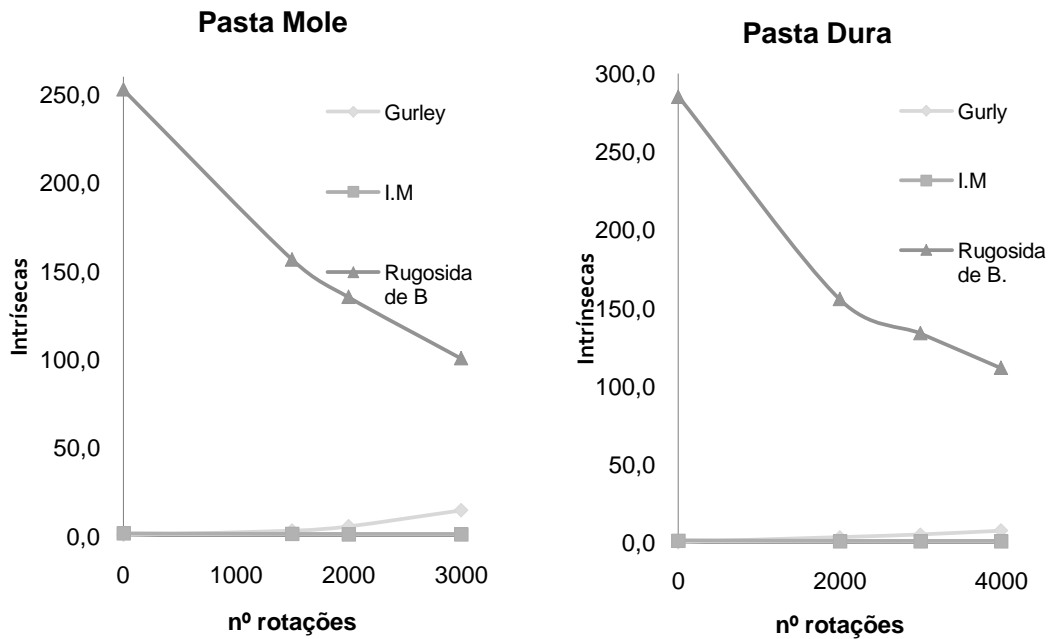 Pasta Mole
250,0
200,0
150,0
100,0
50,0
0,0
Intrísecas
0
1000
2000
3000
nº rotações
Gurley
I.M
Rugosida
de B
Pasta Dura
300,0
250,0
200,0
150,0
100,0
50,0
0,0
Intrínsecas
0
2000
4000
nº rotações
Gurly
I.M
Rugosida
de B.